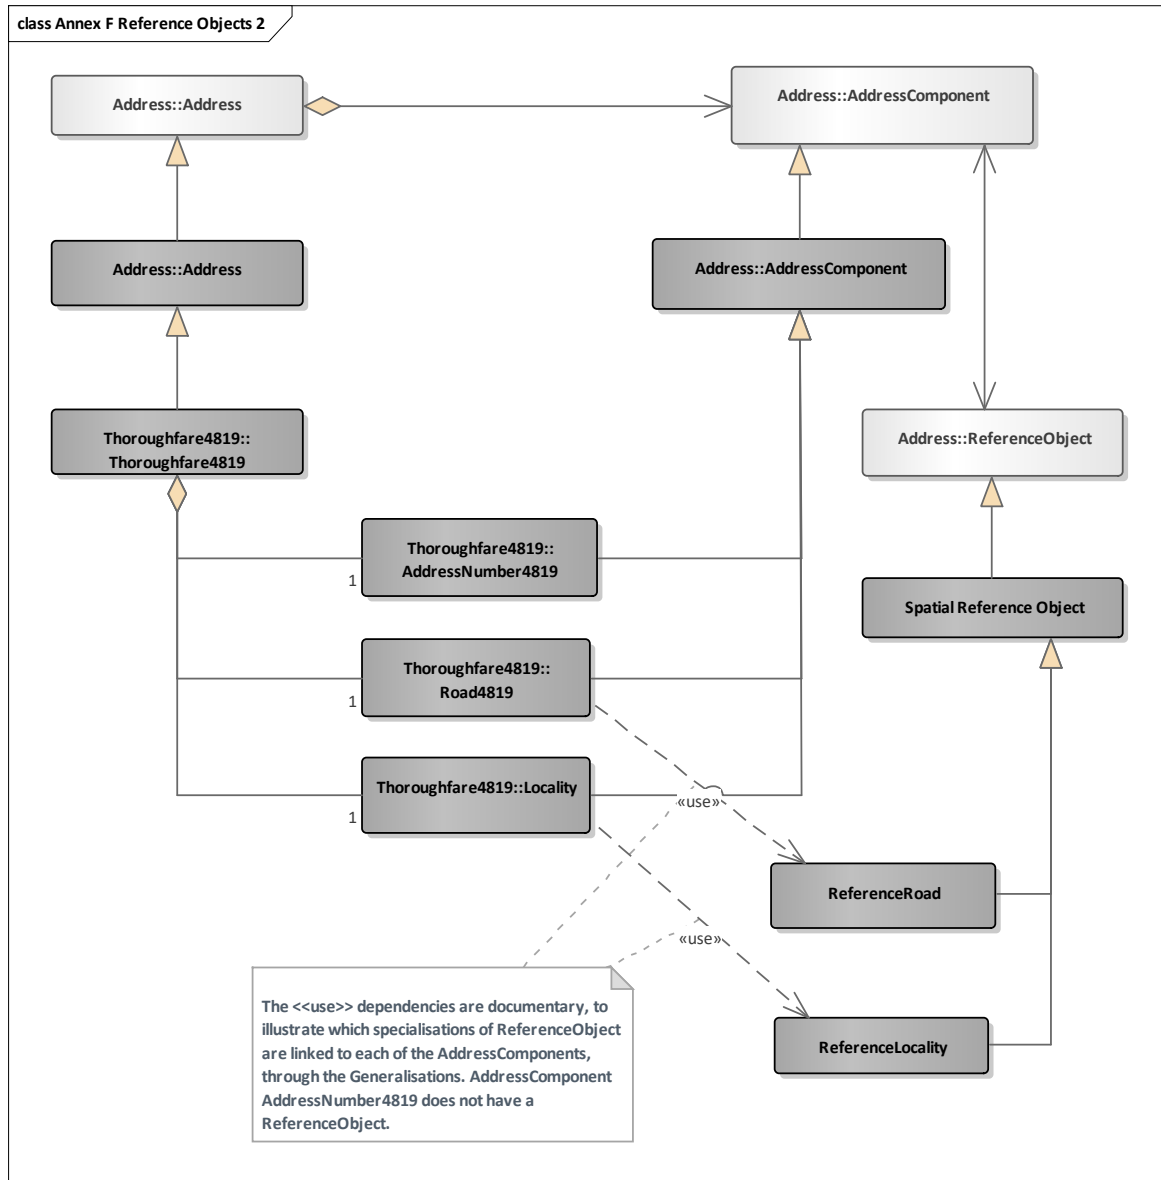 class Annex F Reference Objects 2
Address::Address
Address::AddressComponent
Address::Address
Address::AddressComponent
Thoroughfare4819::
Thoroughfare4819
Address::ReferenceObject
Thoroughfare4819::
AddressNumber4819
1
Spatial Reference Object
Thoroughfare4819::
Road4819
1
Thoroughfare4819::Locality
1
«use»
ReferenceRoad
«use»
The <<use>> dependencies are documentary, to
illustrate which specialisations of ReferenceObject
are linked to each of the AddressComponents,
through the Generalisations. AddressComponent
AddressNumber4819 does not have a
ReferenceObject.
ReferenceLocality